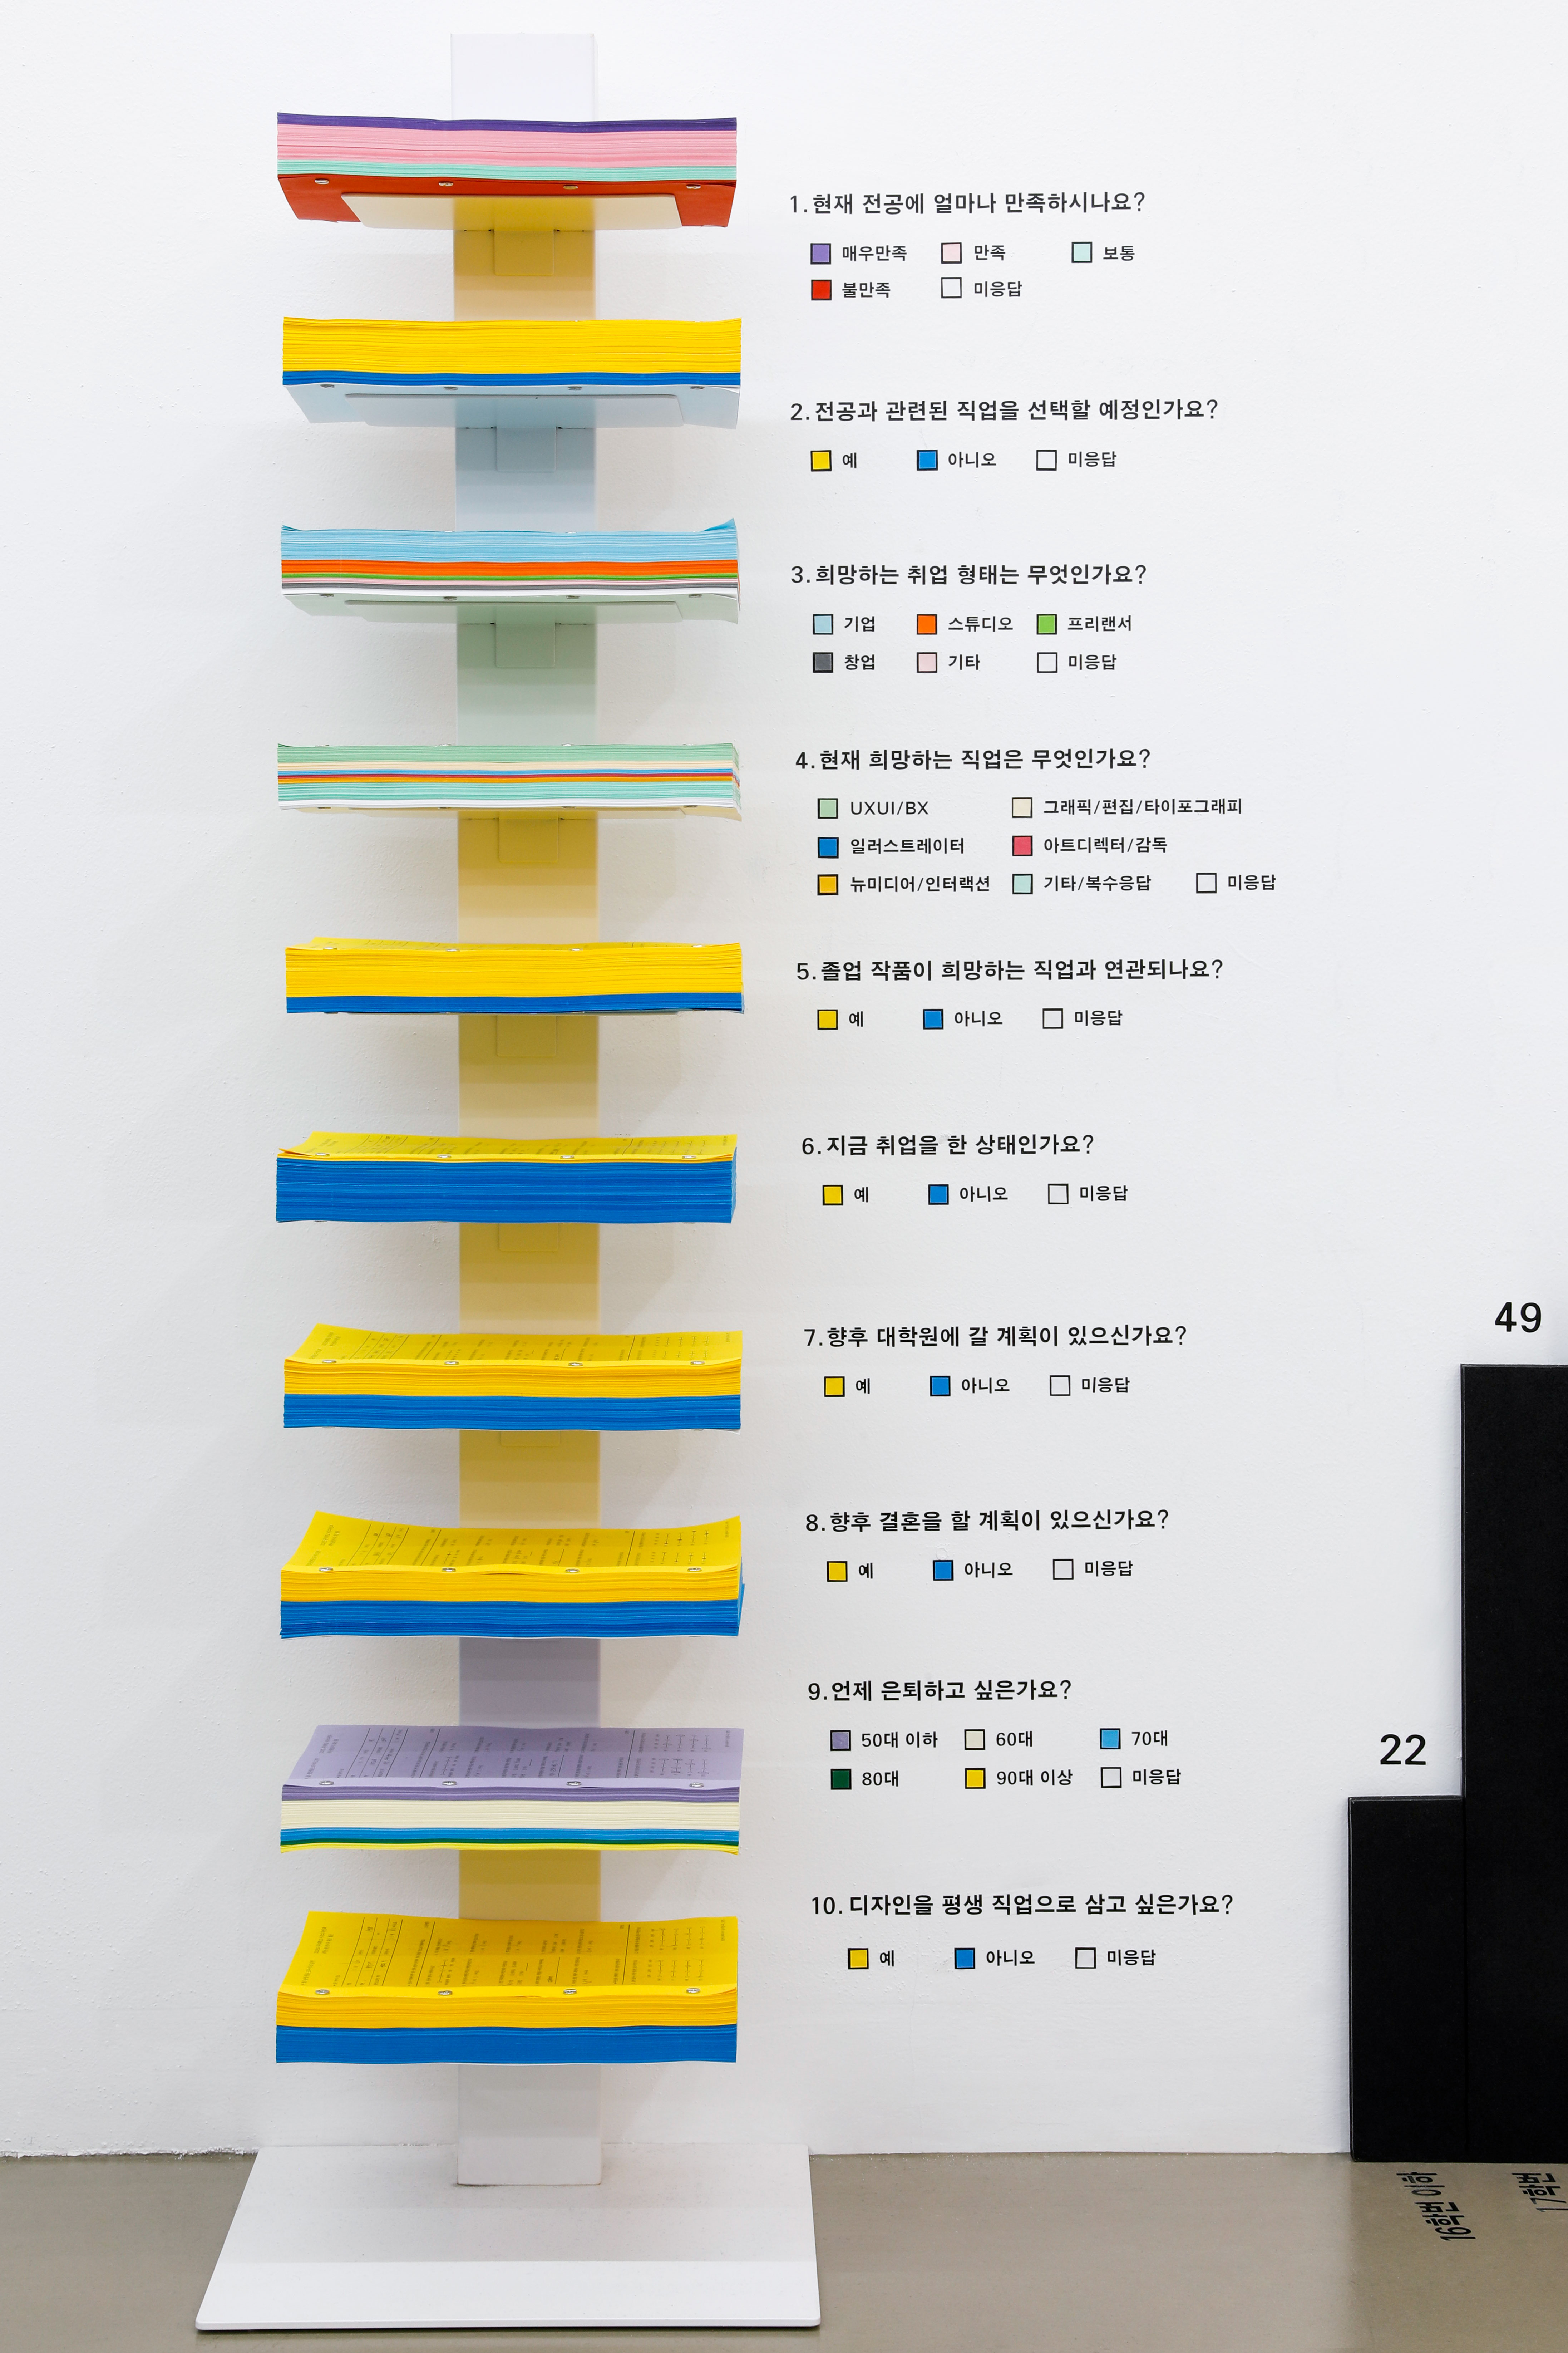 1. 현재 전공에 얼마나 만족하시나요?
매우만족 만족 보통
불만족 미응답
2. 전공과 관련된 직업을 선택할 예정인가요?
예 아니오 미응답
3. 희망하는 취업 형태는 무엇인가요?
기업 스튜디오 프리랜서
창업 기타 미응답
4. 현재 희망하는 직업은 무엇인가요?
UXUI/BX 그래픽/편집/타이포그래피
일러스트레이터 아트디렉터/감독
뉴미디어/인터랙션 기타/복수응답 미응답
5. 졸업 작품이 희망하는 직업과 연관되나요?
예 아니오 미응답
6. 지금 취업을 한 상태인가요?
예 아니오 미응답
7. 향후 대학원에 갈 계획이 있으신가요?
예 아니오 미응답
8. 향후 결혼을 할 계획이 있으신가요?
예 아니오 미응답
9. 언제 은퇴하고 싶은가요?
50대 이하 60대 70대
80대 90대 이상 미응답
10. 디자인을 평생 직업으로 삼고 싶은가요?
예 아니오 미응답
49
22
16학번 이하
17학번